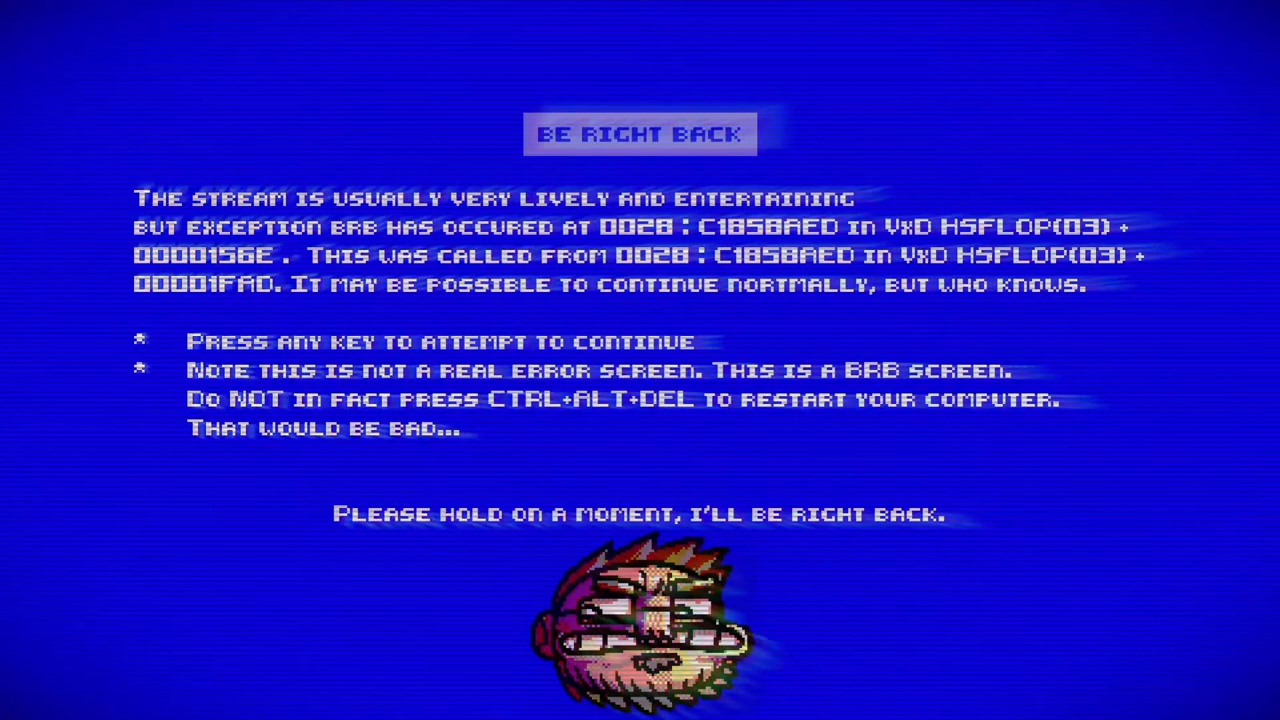 BE RIGHT BACK
The stream is usually very lively and entertaining
but exception brb has occured at 0028 : C1858AED in VxD HSFLOP(03) +
0000156E . This was called from 0028 : C1858AED in VxD HSFLOP(03) +
00001FAD. It may be possible to continue nortmally, but who knows.
* Press any key to attempt to continue
* Note this is not a real error screen. This is a BRB screen.
Do NOT in fact press CTRL+ALT+DEL to restart your computer.
That would be bad...
Please hold on a moment, I'll be right back.